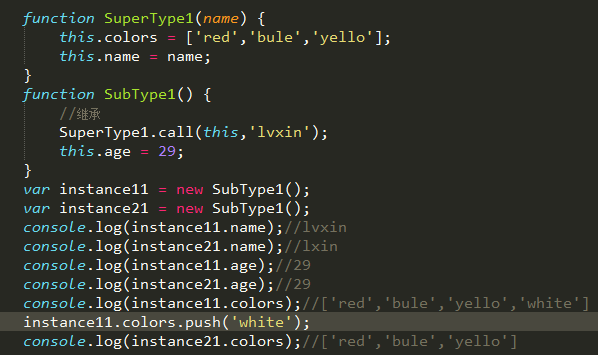 function SuperType1(name) {
this.colors = ['red','bule','yello'];
this.name = name;
}
function SubType1() {
//继承
SuperType1.call(this,'lvxin');
this.age = 29;
}
var instance11 = new SubType1();
var instance21 = new SubType1();
console.log(instance11.name);//lvxin
console.log(instance21.name);//lxin
console.log(instance11.age);//29
console.log(instance21.age);//29
console.log(instance11.colors);//['red','bule','yello','white']
instance11.colors.push('white');
console.log(instance21.colors);//['red','bule','yello']